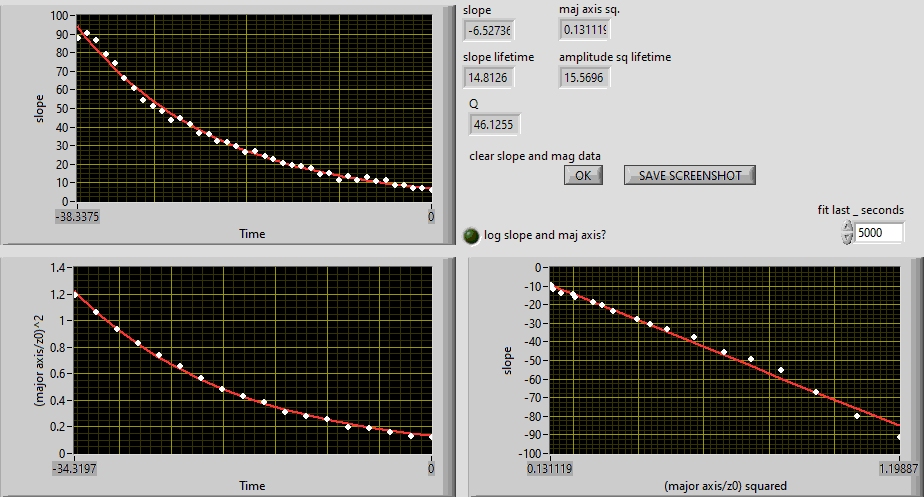 100
90
80
70
60
50
40
30
20
10
0
slope
-38.3375
0
Time
slope
-6.52736
maj axis sq.
0.131119
slope lifetime
14.8126
amplitude sq lifetime
15.5696
Q
46.1255
clear slope and mag data
OK
SAVE SCREENSHOT
fit last _ seconds
5000
log slope and maj axis?
1.4
1.2
1
0.8
0.6
0.4
0.2
0
(major axis/z0)^2
-34.3197
0
Time
0
-10
-20
-30
-40
-50
-60
-70
-80
-90
-100
slope
0.131119
1.19887
(major axis/z0) squared